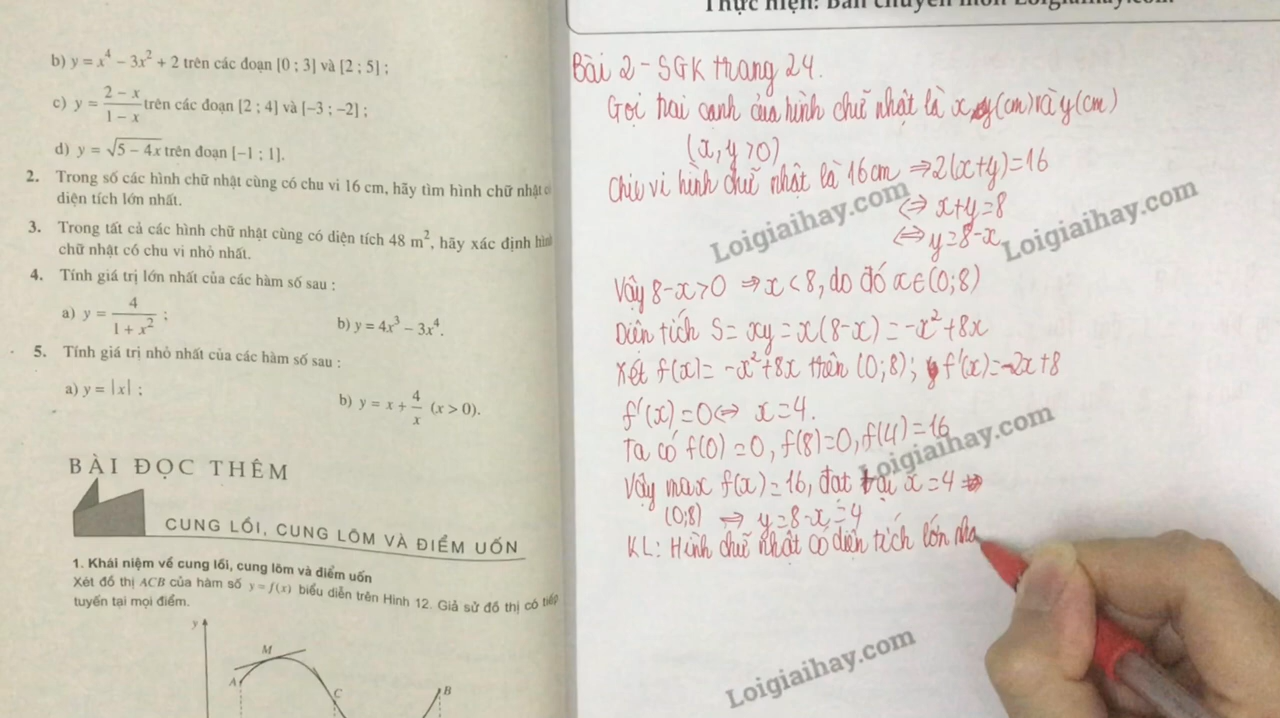 b) y = x⁴ − 3x² + 2 trên các đoạn [0 ; 3] và [2 ; 5] ;
c) y = (2 − x)/(1 − x) trên các đoạn [2 ; 4] và [−3 ; −2] ;
d) y = √(5 − 4x) trên đoạn [−1 ; 1].
2. Trong số các hình chữ nhật cùng có chu vi 16 cm, hãy tìm hình chữ nhật
diện tích lớn nhất.
3. Trong tất cả các hình chữ nhật cùng có diện tích 48 m², hãy xác định hình
chữ nhật có chu vi nhỏ nhất.
4. Tính giá trị lớn nhất của các hàm số sau :
a) y = 4/(1 + x²) ; b) y = 4x³ − 3x⁴.
5. Tính giá trị nhỏ nhất của các hàm số sau :
a) y = |x| ; b) y = x + 4/x (x > 0).
BÀI ĐỌC THÊM
CUNG LỒI, CUNG LÕM VÀ ĐIỂM UỐN
1. Khái niệm về cung lồi, cung lõm và điểm uốn
Xét đồ thị ACB của hàm số y = f(x) biểu diễn trên Hình 12. Giả sử đồ thị có tiếp
tuyến tại mọi điểm.
y
M
A
C
B
Thực hiện: Ban chuyên môn Loigiaihay.com
Bài 2 - SGK trang 24.
Gọi hai cạnh của hình chữ nhật là x (cm) và y (cm)
(x, y > 0)
Chu vi hình chữ nhật là 16 cm ⇒ 2(x+y) = 16
⇔ x+y = 8
⇔ y = 8-x
Loigiaihay.com
Loigiaihay.com
Vậy 8-x > 0 ⇒ x < 8, do đó x ∈ (0; 8)
Diện tích S = xy = x(8-x) = -x² + 8x
Xét f(x) = -x² + 8x trên (0; 8); f'(x) = -2x+8
f'(x) = 0 ⇔ x = 4.
Ta có f(0) = 0, f(8) = 0, f(4) = 16
Loigiaihay.com
Vậy max f(x) = 16, đạt tại x = 4
(0;8) ⇒ y = 8-x = 4
KL: Hình chữ nhật có diện tích lớn nhấ
Loigiaihay.com